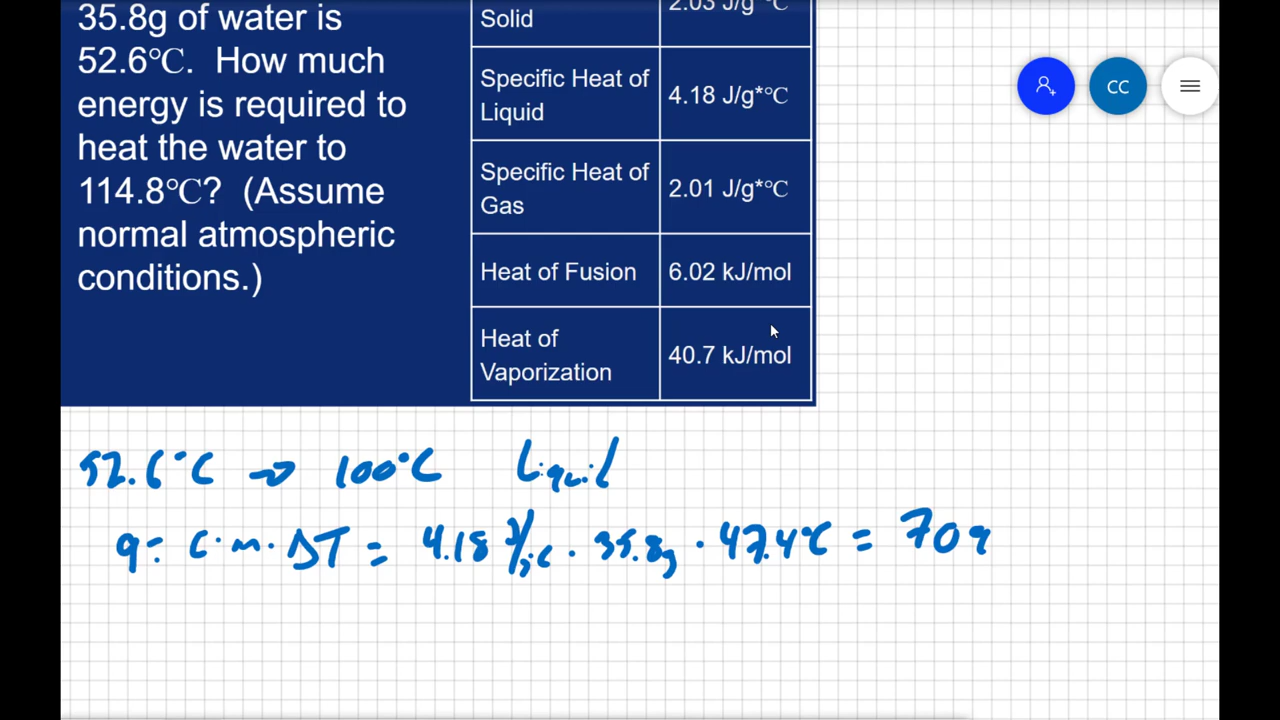 35.8g of water is
52.6℃. How much
energy is required to
heat the water to
114.8℃? (Assume
normal atmospheric
conditions.)
Solid
2.03 J/g*℃
Specific Heat of
Liquid
4.18 J/g*℃
Specific Heat of
Gas
2.01 J/g*℃
Heat of Fusion
6.02 kJ/mol
Heat of
Vaporization
40.7 kJ/mol
CC
52.6°C → 100°C Liquid
q = C · m · ΔT = 4.18 J/g·°C · 35.8g · 47.4°C = 709